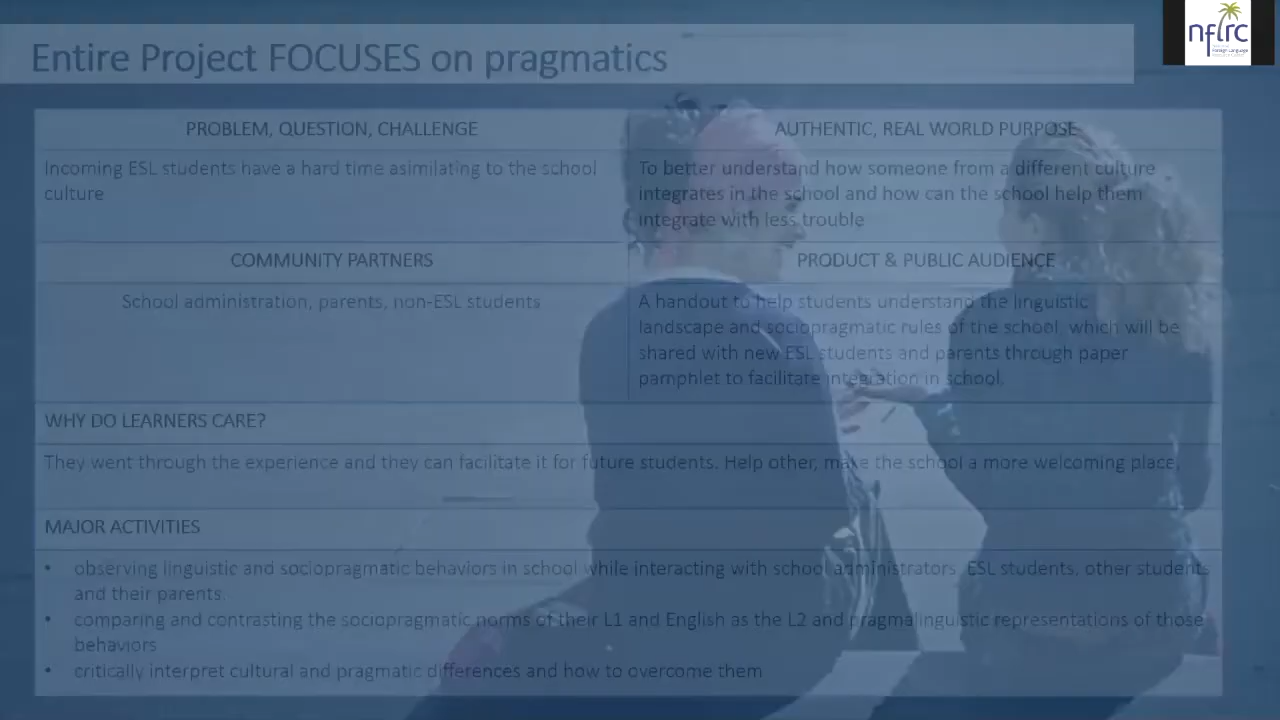 Entire Project FOCUSES on pragmatics
nflrc
PROBLEM, QUESTION, CHALLENGE
Incoming ESL students have a hard time asimilating to the school
culture
AUTHENTIC, REAL WORLD PURPOSE
To better understand how someone from a different culture
integrates in the school and how can the school help them
integrate with less trouble
COMMUNITY PARTNERS
School administration, parents, non-ESL students
PRODUCT & PUBLIC AUDIENCE
A handout to help students understand the linguistic
landscape and sociopragmatic rules of the school, which will be
shared with new ESL students and parents through paper
pamphlet to facilitate integration in school.
WHY DO LEARNERS CARE?
They went through the experience and they can facilitate it for future students. Help other, make the school a more welcoming place,
MAJOR ACTIVITIES
• observing linguistic and sociopragmatic behaviors in school while interacting with school administrators, ESL students, other students
and their parents.
• comparing and contrasting the sociopragmatic norms of their L1 and English as the L2 and pragmalinguistic representations of those
behaviors
• critically interpret cultural and pragmatic differences and how to overcome them